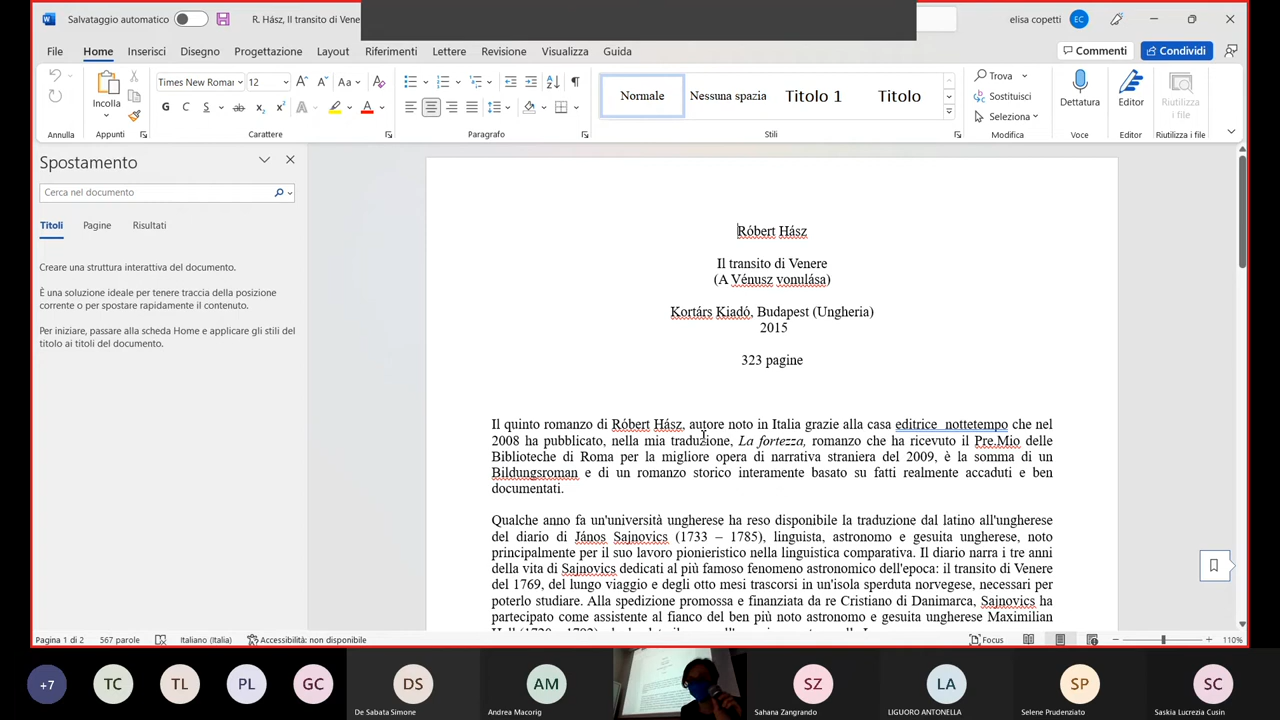 Salvataggio automatico
R. Hász, Il transito di Vene
elisa copetti
EC
File Home Inserisci Disegno Progettazione Layout Riferimenti Lettere Revisione Visualizza Guida
Commenti
Condividi
Incolla
Times New Roman 12
G C S ab x₂ x² A A
Aa
Normale
Nessuna spazia
Titolo 1
Titolo
Trova
Sostituisci
Seleziona
Dettatura
Editor
Riutilizza
i file
Annulla Appunti Carattere Paragrafo Stili Modifica Voce Editor Riutilizza i file
Spostamento
Cerca nel documento
Titoli Pagine Risultati
Creare una struttura interattiva del documento.
È una soluzione ideale per tenere traccia della posizione
corrente o per spostare rapidamente il contenuto.
Per iniziare, passare alla scheda Home e applicare gli stili del
titolo ai titoli del documento.
Róbert Hász
Il transito di Venere
(A Vénusz vonulása)
Kortárs Kiadó, Budapest (Ungheria)
2015
323 pagine
Il quinto romanzo di Róbert Hász, autore noto in Italia grazie alla casa editrice nottetempo che nel
2008 ha pubblicato, nella mia traduzione, La fortezza, romanzo che ha ricevuto il Pre.Mio delle
Biblioteche di Roma per la migliore opera di narrativa straniera del 2009, è la somma di un
Bildungsroman e di un romanzo storico interamente basato su fatti realmente accaduti e ben
documentati.
Qualche anno fa un'università ungherese ha reso disponibile la traduzione dal latino all'ungherese
del diario di János Sajnovics (1733 – 1785), linguista, astronomo e gesuita ungherese, noto
principalmente per il suo lavoro pionieristico nella linguistica comparativa. Il diario narra i tre anni
della vita di Sajnovics dedicati al più famoso fenomeno astronomico dell'epoca: il transito di Venere
del 1769, del lungo viaggio e degli otto mesi trascorsi in un'isola sperduta norvegese, necessari per
poterlo studiare. Alla spedizione promossa e finanziata da re Cristiano di Danimarca, Sajnovics ha
partecipato come assistente al fianco del ben più noto astronomo e gesuita ungherese Maximilian
Pagina 1 di 2 567 parole Italiano (Italia) Accessibilità: non disponibile Focus 110%
+7 TC TL PL GC DS AM SZ LA SP SC
De Sabata Simone Andrea Macorig Sahana Zangrando LIGUORO ANTONELLA Selene Prudenziato Saskia Lucrezia Cusin